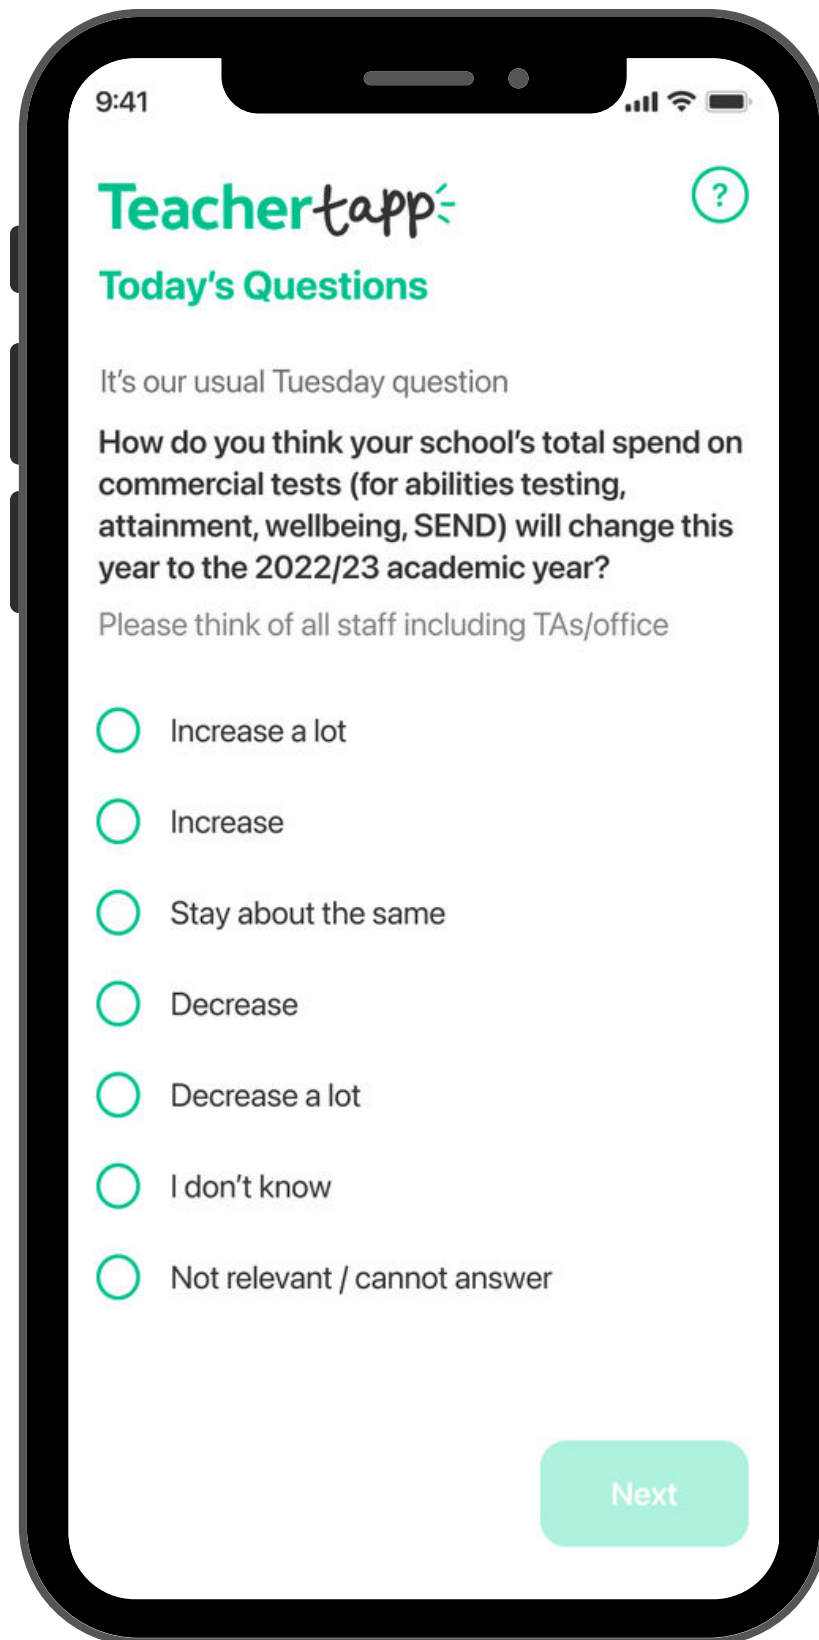 9:41
Teachertapp
?
Today's Questions
It's our usual Tuesday question
How do you think your school's total spend on
commercial tests (for abilities testing,
attainment, wellbeing, SEND) will change this
year to the 2022/23 academic year?
Please think of all staff including TAs/office
Increase a lot
Increase
Stay about the same
Decrease
Decrease a lot
I don't know
Not relevant / cannot answer
Next